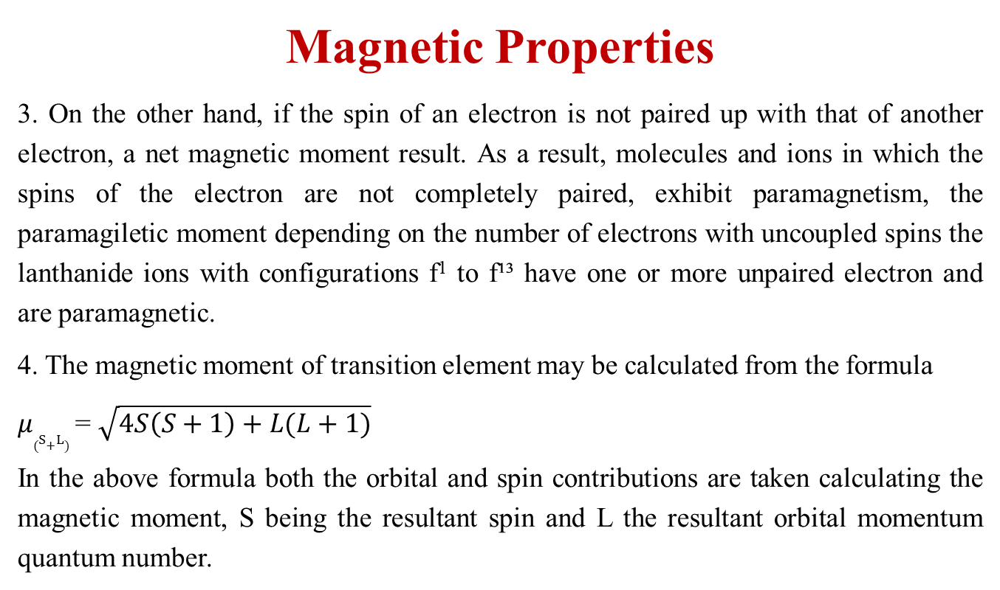 Magnetic Properties
3. On the other hand, if the spin of an electron is not paired up with that of another
electron, a net magnetic moment result. As a result, molecules and ions in which the
spins of the electron are not completely paired, exhibit paramagnetism, the
paramagiletic moment depending on the number of electrons with uncoupled spins the
lanthanide ions with configurations f¹ to f¹³ have one or more unpaired electron and
are paramagnetic.
4. The magnetic moment of transition element may be calculated from the formula
μ₍S₊L₎ = √4S(S + 1) + L(L + 1)
In the above formula both the orbital and spin contributions are taken calculating the
magnetic moment, S being the resultant spin and L the resultant orbital momentum
quantum number.